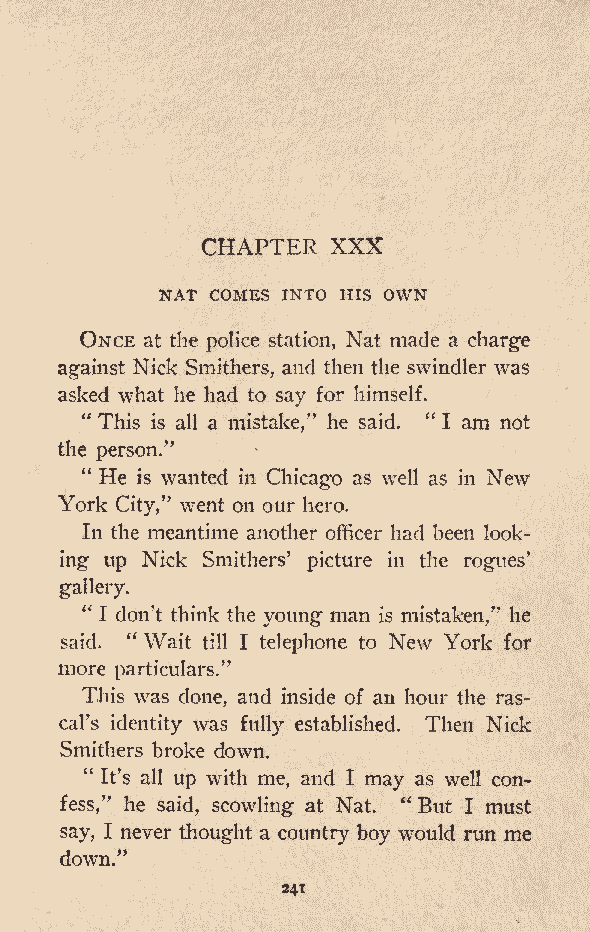 CHAPTER XXX
NAT COMES INTO HIS OWN
ONCE at the police station, Nat made a charge
against Nick Smithers, and then the swindler was
asked what he had to say for himself.
“ This is all a mistake,” he said. “ I am not
the person.”
“ He is wanted in Chicago as well as in New
York City,” went on our hero.
In the meantime another officer had been look-
ing up Nick Smithers’ picture in the rogues’
gallery.
“ I don’t think the young man is mistaken,” he
said. “ Wait till I telephone to New York for
more particulars.”
This was done, and inside of an hour the ras-
cal’s identity was fully established. Then Nick
Smithers broke down.
“ It’s all up with me, and I may as well con-
fess,” he said, scowling at Nat. “ But I must
say, I never thought a country boy would run me
down.”
241